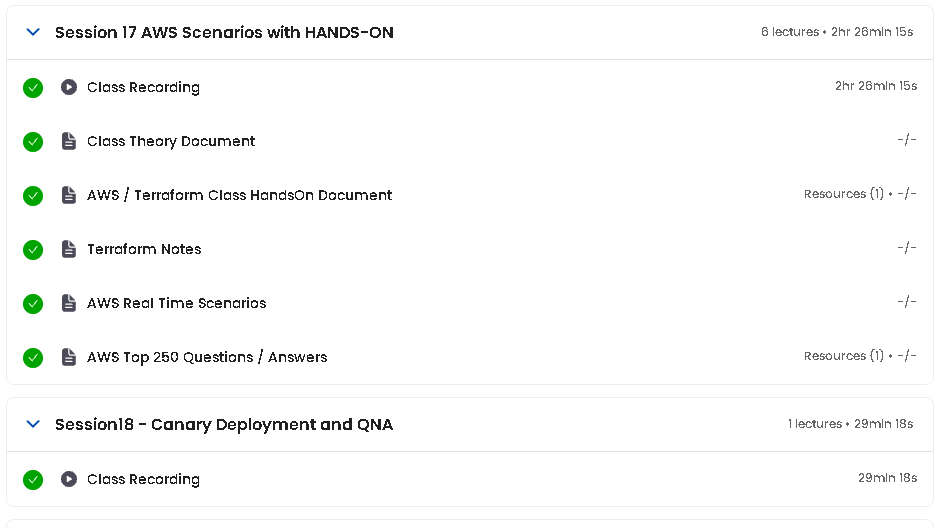 Session 17 AWS Scenarios with HANDS-ON 6 lectures • 2hr 26min 15s
Class Recording 2hr 26min 15s
Class Theory Document -/-
AWS / Terraform Class HandsOn Document Resources (1) • -/-
Terraform Notes -/-
AWS Real Time Scenarios -/-
AWS Top 250 Questions / Answers Resources (1) • -/-
Session18 - Canary Deployment and QNA 1 lectures • 29min 18s
Class Recording 29min 18s